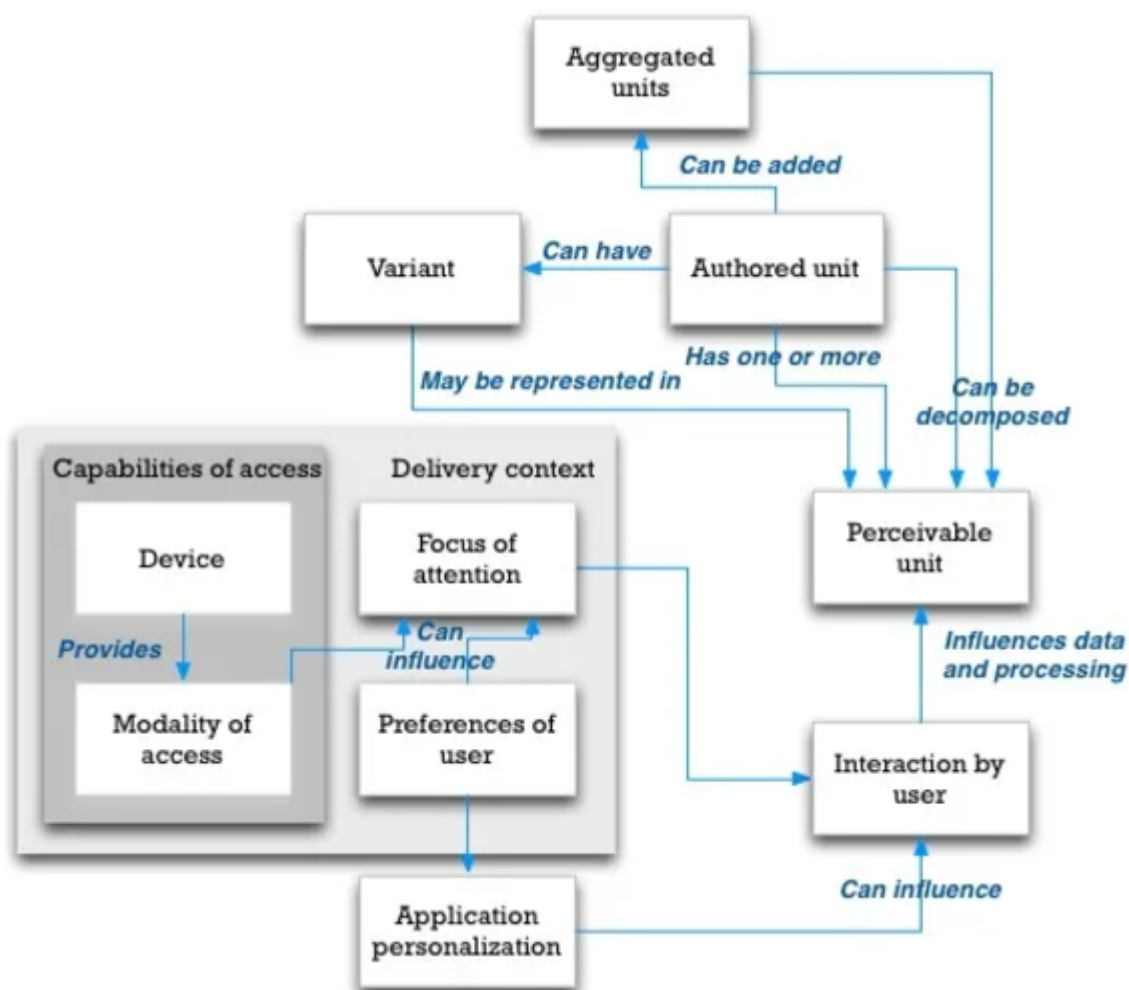 Aggregated
units
Can be added
Variant
Can have
Authored unit
Has one or more
May be represented in
Can be
decomposed
Capabilities of access
Delivery context
Device
Focus of
attention
Perceivable
unit
Provides
Can
influence
Influences data
and processing
Modality of
access
Preferences of
user
Interaction by
user
Can influence
Application
personalization